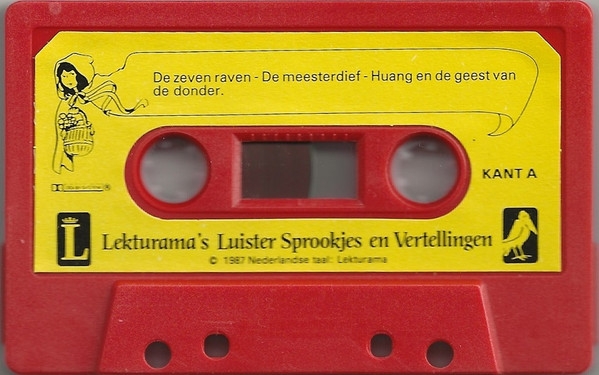 De zeven raven - De meesterdief - Huang en de geest van
de donder.
KANT A
L
Lekturama's Luister Sprookjes en Vertellingen
© 1987 Nederlandse taal: Lekturama